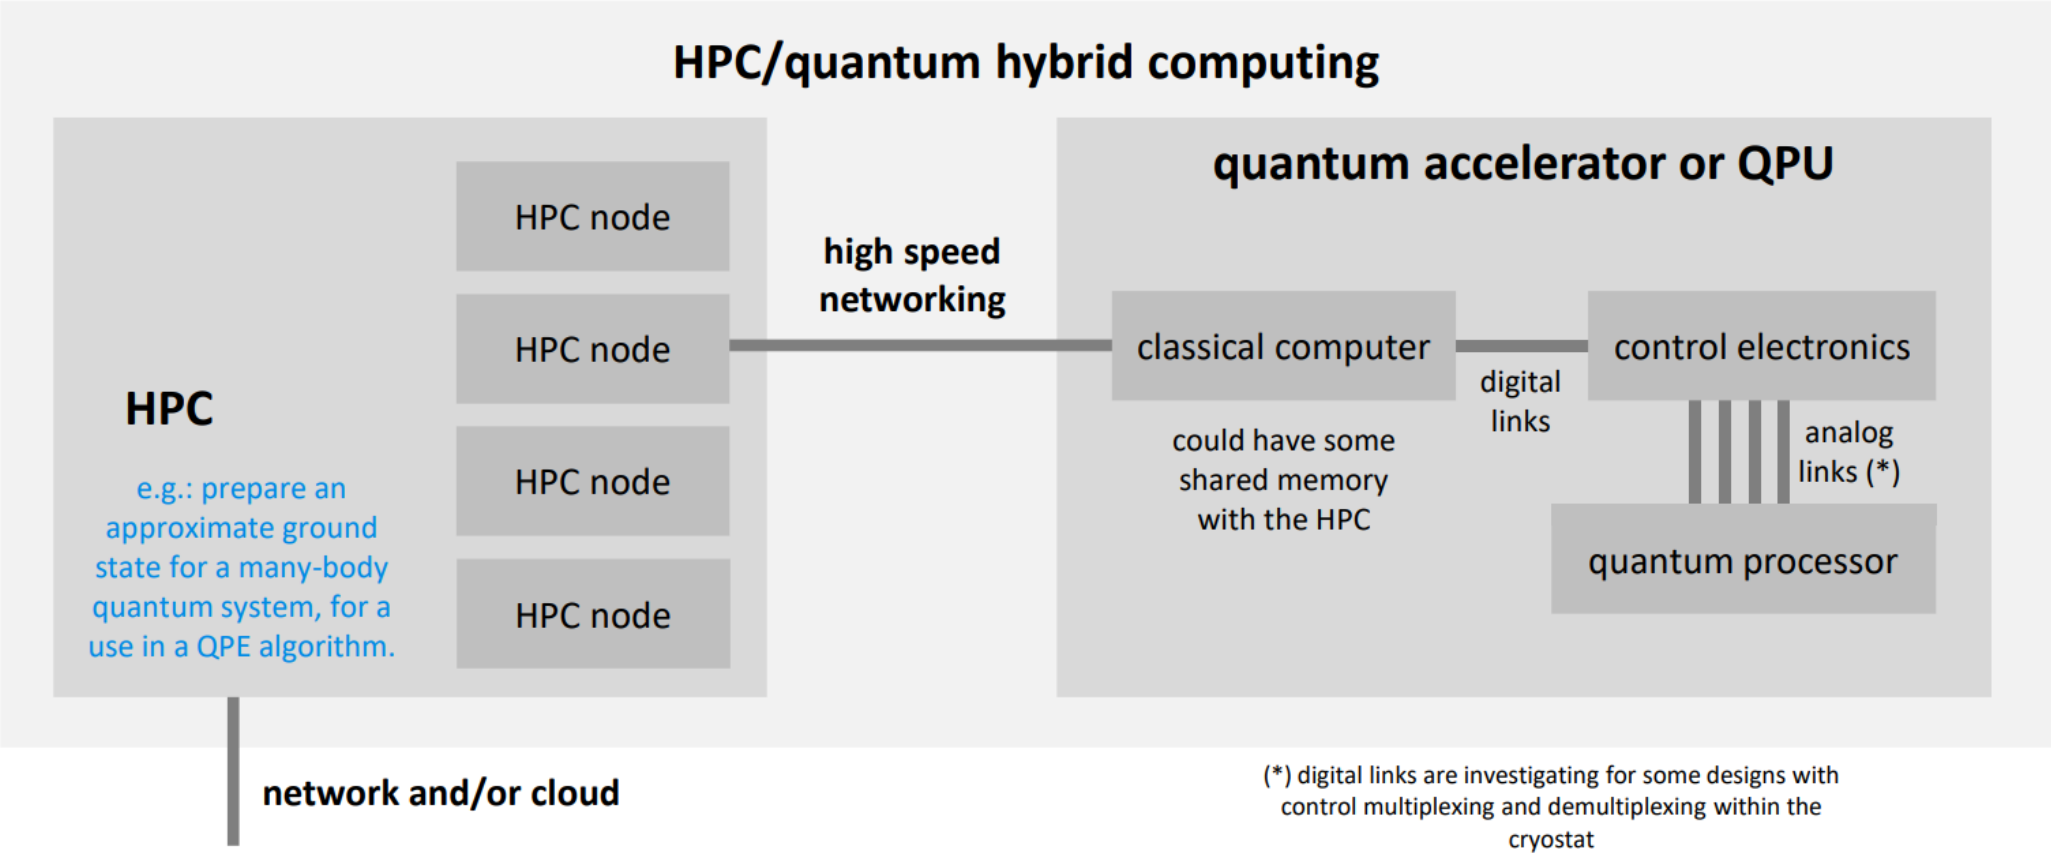 HPC/quantum hybrid computing
HPC
e.g.: prepare an
approximate ground
state for a many-body
quantum system, for a
use in a QPE algorithm.
HPC node
HPC node
HPC node
HPC node
high speed
networking
quantum accelerator or QPU
classical computer
could have some
shared memory
with the HPC
digital
links
control electronics
analog
links (*)
quantum processor
network and/or cloud
(*) digital links are investigating for some designs with
control multiplexing and demultiplexing within the
cryostat